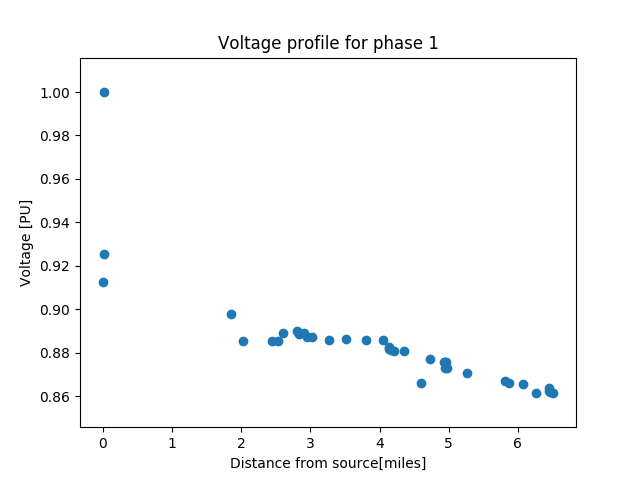 Voltage profile for phase 1
1.00
0.98
0.96
0.94
0.92
0.90
0.88
0.86
Voltage [PU]
0 1 2 3 4 5 6
Distance from source[miles]